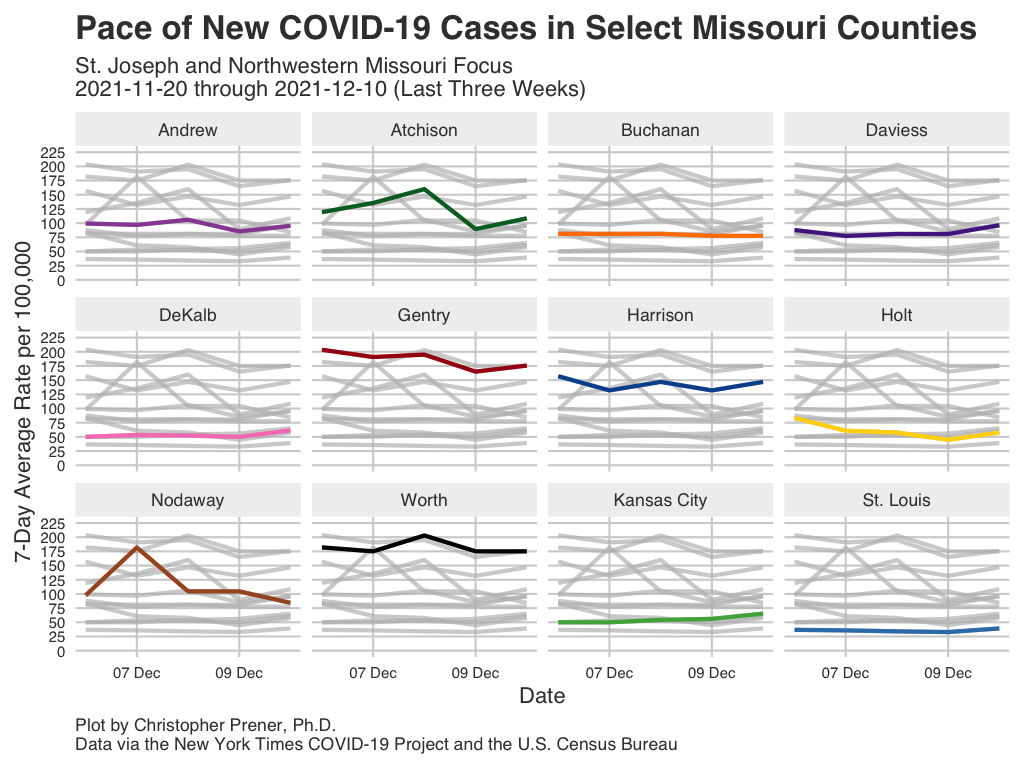 Pace of New COVID-19 Cases in Select Missouri Counties
St. Joseph and Northwestern Missouri Focus
2021-11-20 through 2021-12-10 (Last Three Weeks)
Andrew
Atchison
Buchanan
Daviess
225
200
175
150
125
100
75
50
25
0
DeKalb
Gentry
Harrison
Holt
225
200
175
150
125
100
75
50
25
0
Nodaway
Worth
Kansas City
St. Louis
225
200
175
150
125
100
75
50
25
0
7-Day Average Rate per 100,000
07 Dec
09 Dec
07 Dec
09 Dec
07 Dec
09 Dec
07 Dec
09 Dec
Date
Plot by Christopher Prener, Ph.D.
Data via the New York Times COVID-19 Project and the U.S. Census Bureau